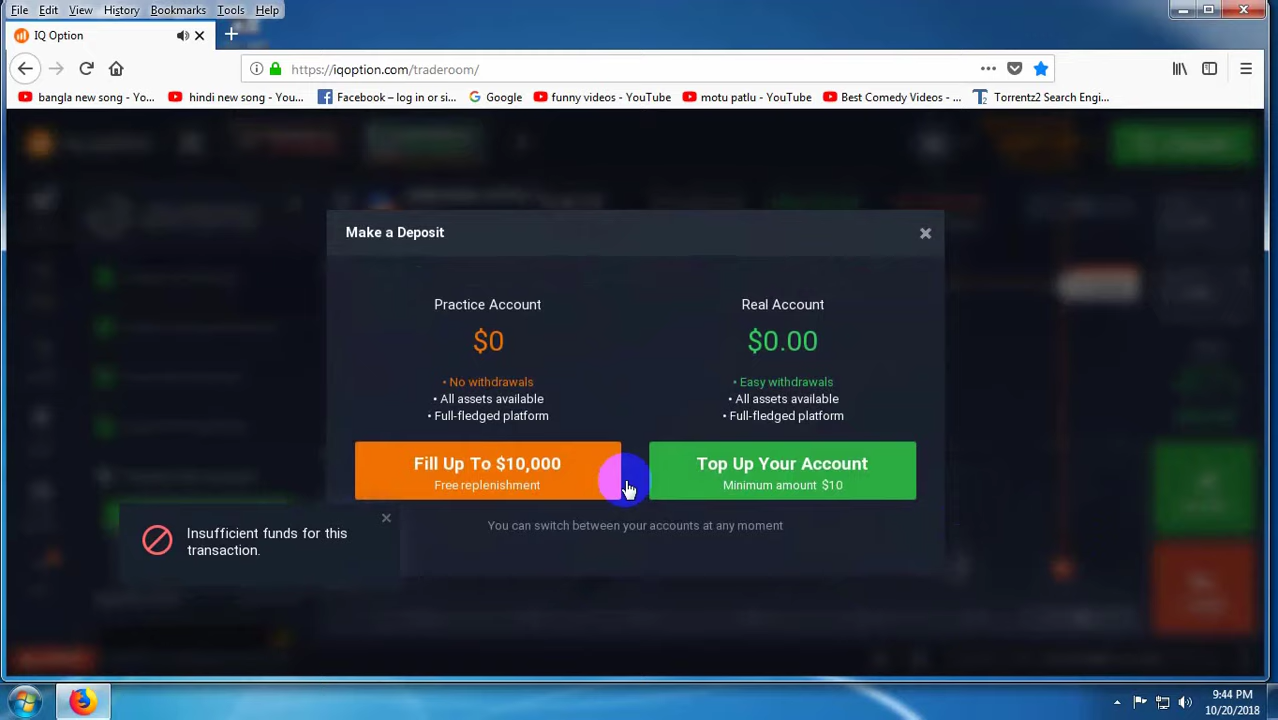 File Edit View History Bookmarks Tools Help
IQ Option
https://iqoption.com/traderoom/
bangla new song - Yo... hindi new song - You... Facebook – log in or si... Google funny videos - YouTube motu patlu - YouTube Best Comedy Videos - ... Torrentz2 Search Engi...
Make a Deposit
Practice Account
$0
• No withdrawals
• All assets available
• Full-fledged platform
Fill Up To $10,000
Free replenishment
Real Account
$0.00
• Easy withdrawals
• All assets available
• Full-fledged platform
Top Up Your Account
Minimum amount $10
You can switch between your accounts at any moment
Insufficient funds for this
transaction.
9:44 PM
10/20/2018